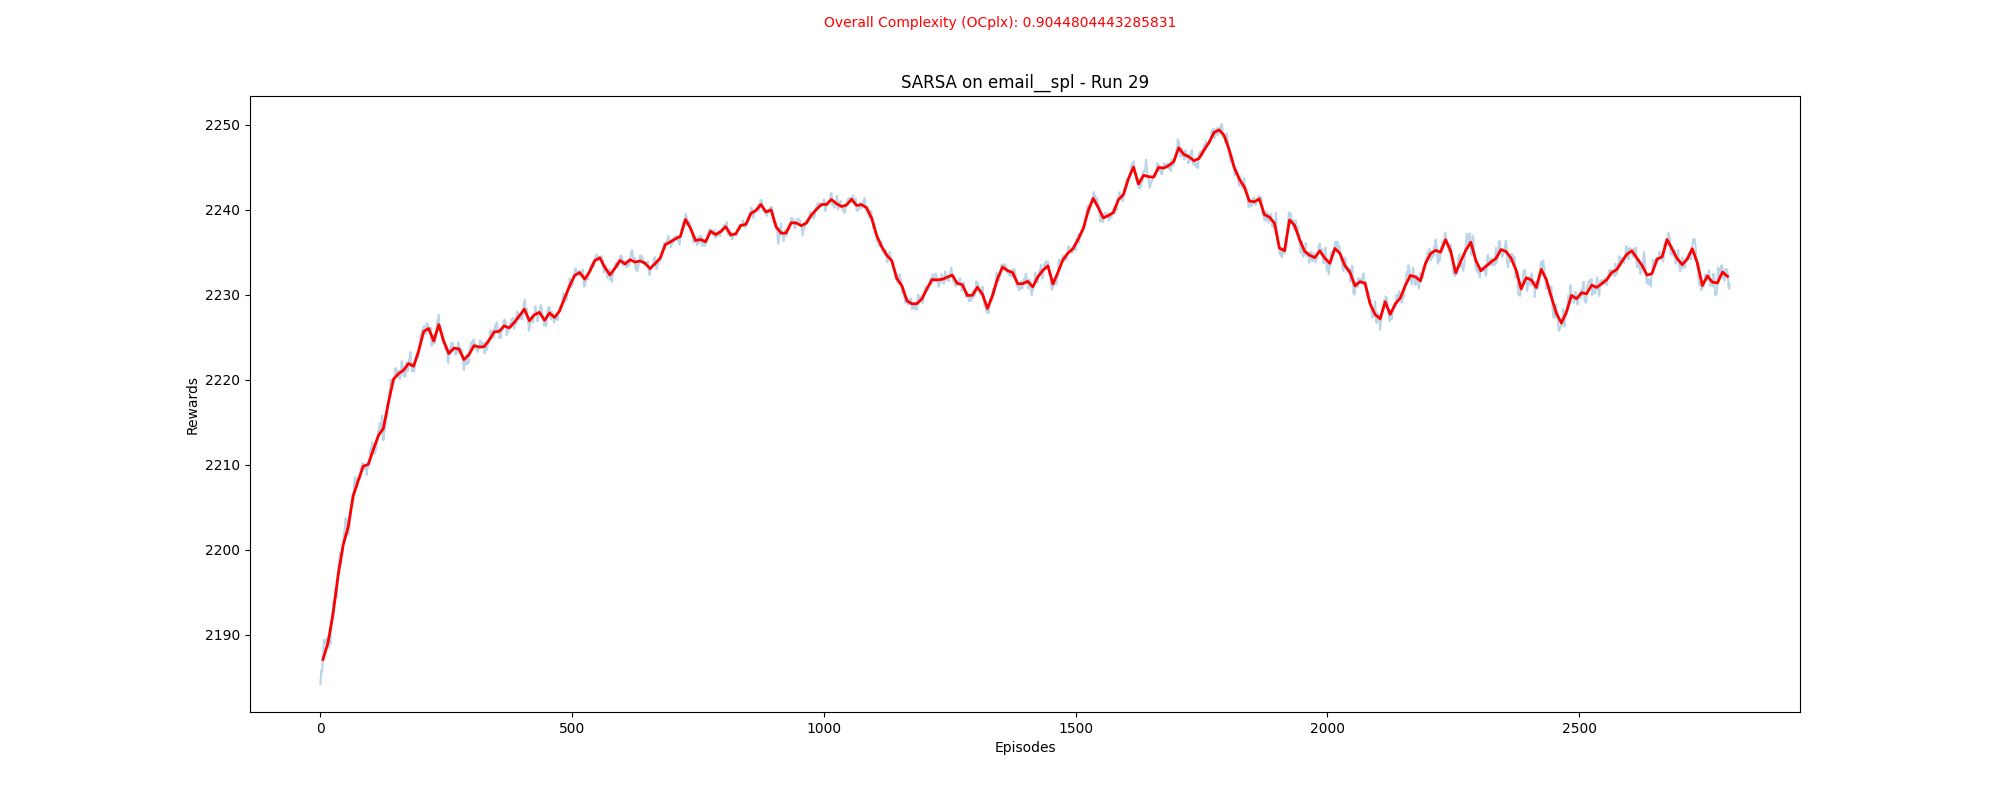 Overall Complexity (OCplx): 0.9044804443285831
SARSA on email__spl - Run 29
2250
2240
2230
2220
2210
2200
2190
Rewards
0 500 1000 1500 2000 2500
Episodes